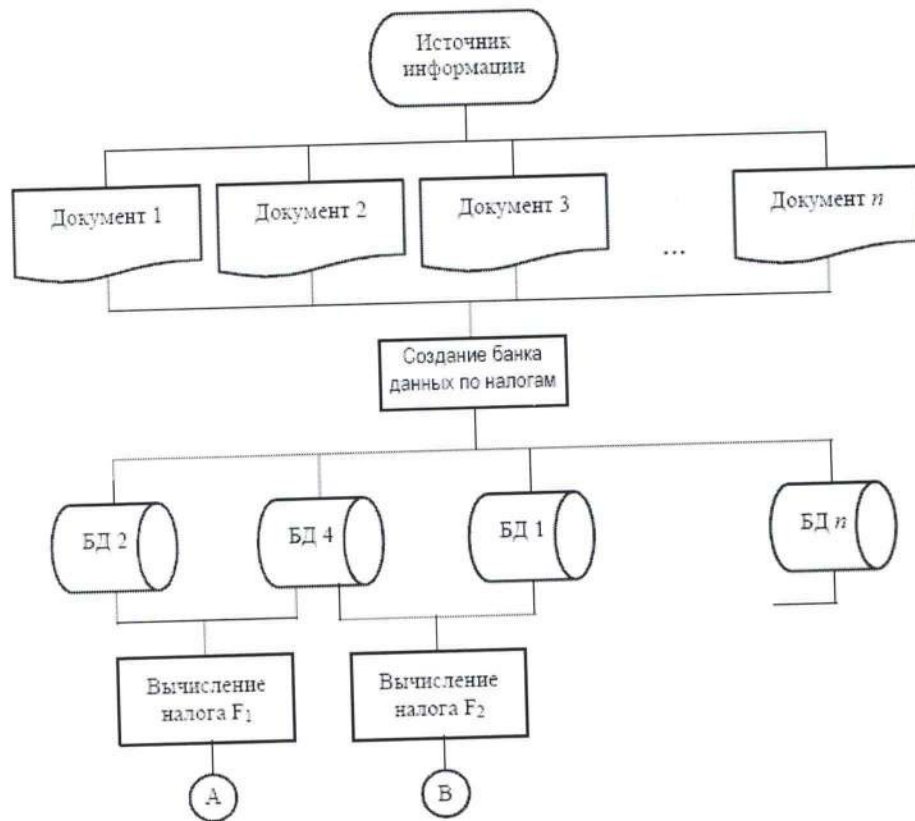 Источник
информации
Документ 1
Документ 2
Документ 3
...
Документ n
Создание банка
данных по налогам
БД 2
БД 4
БД 1
БД n
Вычисление
налога F₁
Вычисление
налога F₂
А
В